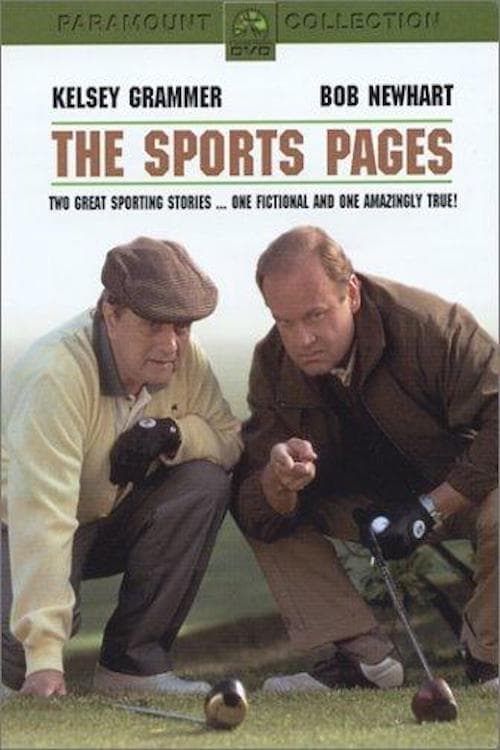 PARAMOUNT COLLECTION
DVD
KELSEY GRAMMER BOB NEWHART
THE SPORTS PAGES
TWO GREAT SPORTING STORIES ... ONE FICTIONAL AND ONE AMAZINGLY TRUE!